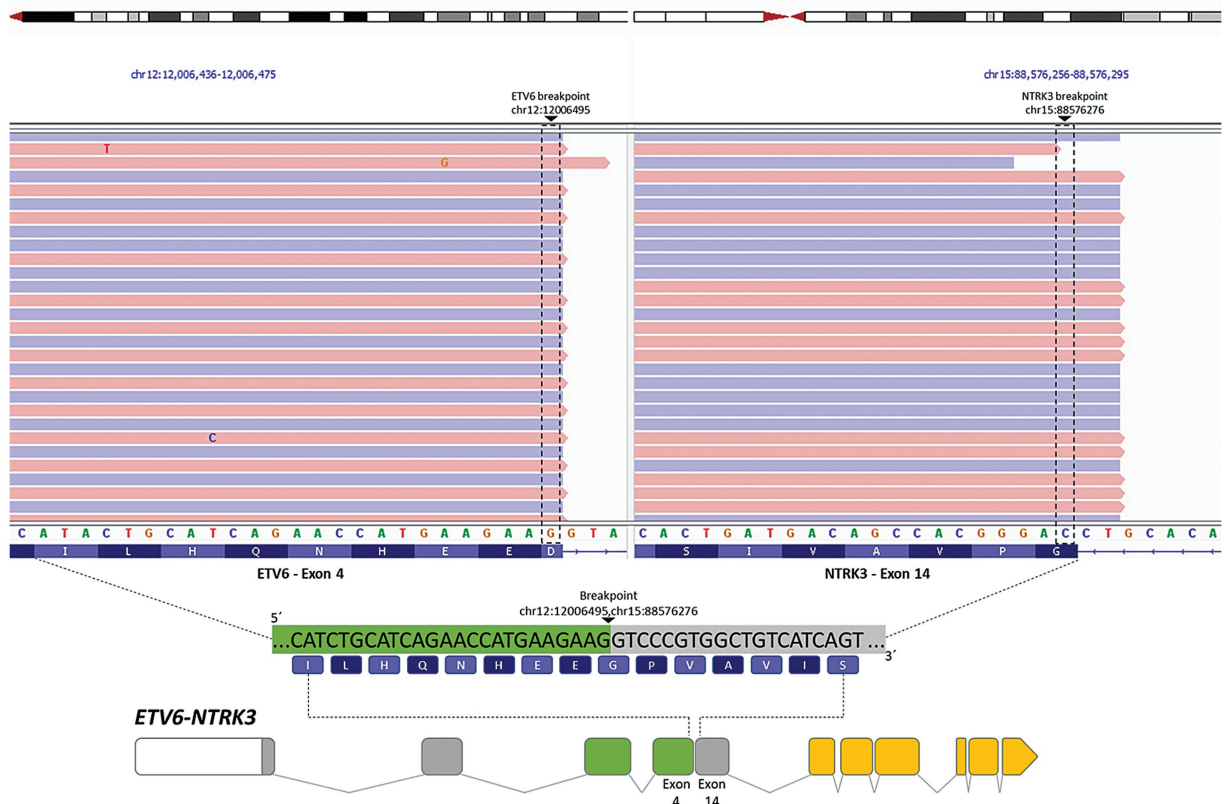 chr12:12,006,436-12,006,475
chr15:88,576,256-88,576,295
ETV6 breakpoint
chr12:12006495
NTRK3 breakpoint
chr15:88576276
T
G
C
C A T A C T G C A T C A G A A C C A T G A A G A A G G T A
C A C T G A T G A C A G C C A C G G G A C C T G C A C A
I L H Q N H E E D
S I V A V P G
ETV6 - Exon 4
NTRK3 - Exon 14
Breakpoint
chr12:12006495,chr15:88576276
5´
...CATCTGCATCAGAACCATGAAGAAGGTCCCGTGGCTGTCATCAGT ...
3´
I L H Q N H E E G P V A V I S
ETV6-NTRK3
Exon
4
Exon
14